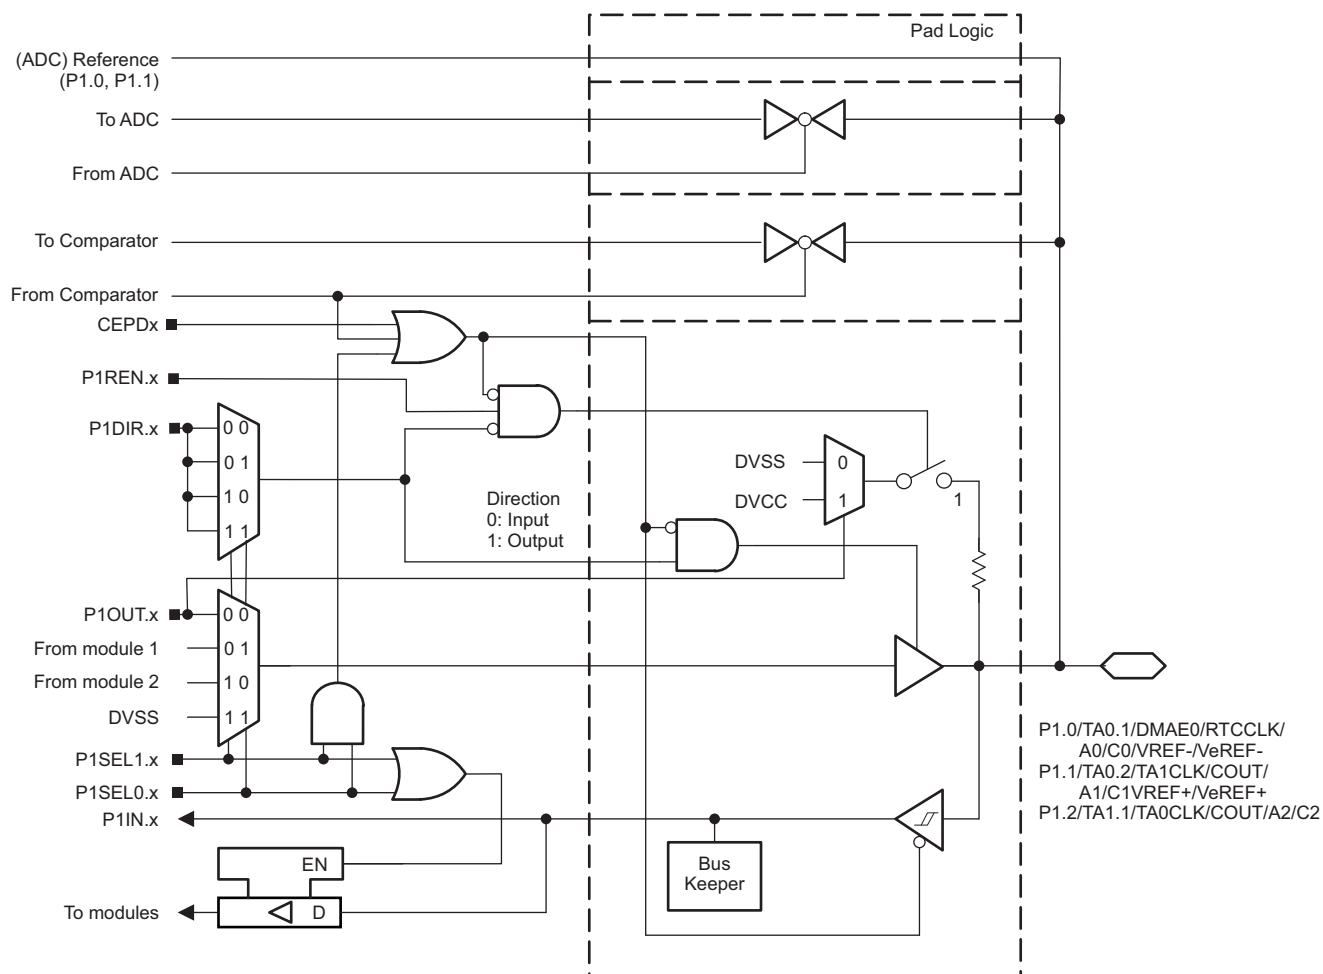 Pad Logic
(ADC) Reference
(P1.0, P1.1)
To ADC
From ADC
To Comparator
From Comparator
CEPDx
P1REN.x
P1DIR.x
0 0
0 1
1 0
1 1
Direction
0: Input
1: Output
DVSS
0
DVCC
1
1
P1OUT.x
0 0
From module 1
0 1
From module 2
1 0
DVSS
1 1
P1SEL1.x
P1SEL0.x
P1IN.x
EN
To modules
D
Bus
Keeper
P1.0/TA0.1/DMAE0/RTCCLK/
A0/C0/VREF-/VeREF-
P1.1/TA0.2/TA1CLK/COUT/
A1/C1VREF+/VeREF+
P1.2/TA1.1/TA0CLK/COUT/A2/C2